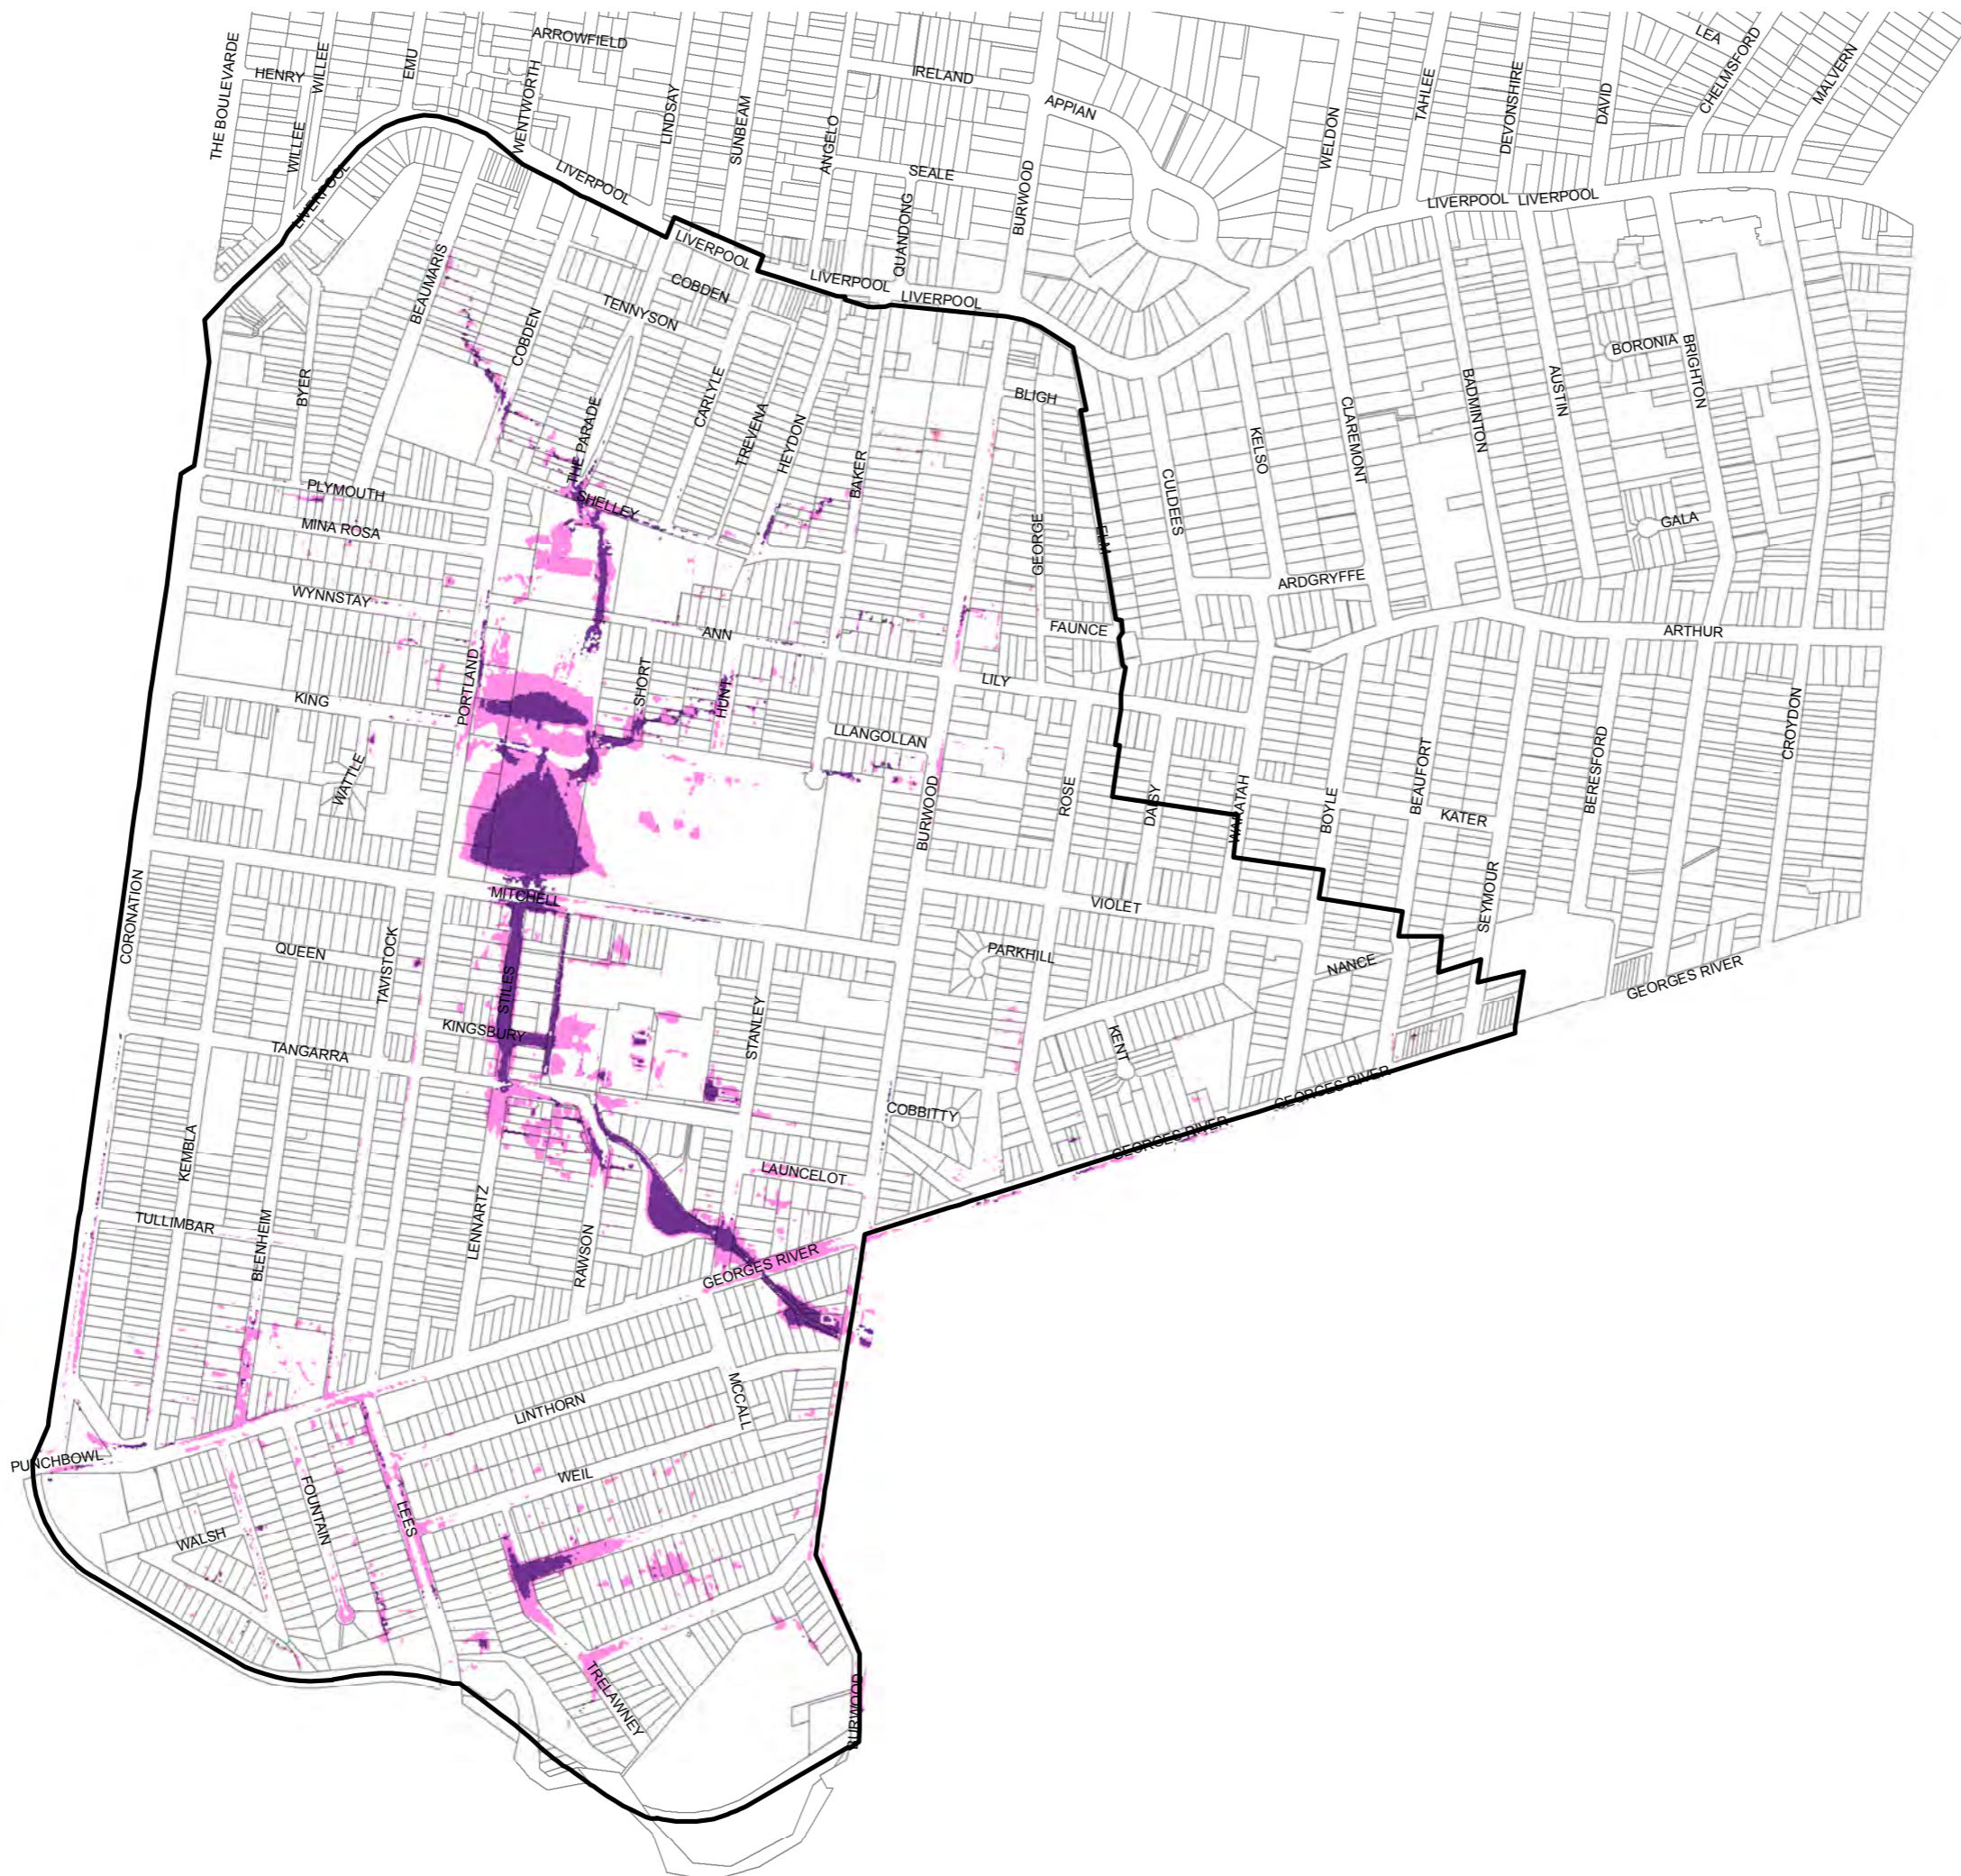 ARROWFIELD
THE BOULEVARDE
HENRY
WILLEE
EMU
WENTWORTH
LINDSAY
SUNBEAM
ANGELO
IRELAND
APPIAN
BURWOOD
WELDON
TAHLEE
DEVONSHIRE
DAVID
LEA
CHELMSFORD
MALVERN
WILLEE
LIVERPOOL
LIVERPOOL
SEALE
QUANDONG
LIVERPOOL
LIVERPOOL
LIVERPOOL
LIVERPOOL
LIVERPOOL
LIVERPOOL
BEAUMARIS
COBDEN
COBDEN
TENNYSON
BYER
THE PARADE
CARLYLE
TREVENA
HEYDON
BAKER
BLIGH
GEORGE
ELM
CULDEES
KELSO
CLAREMONT
BADMINTON
AUSTIN
BORONIA
BRIGHTON
GALA
PLYMOUTH
MINA ROSA
SHELLEY
WYNNSTAY
ANN
FAUNCE
ARDGRYFFE
ARTHUR
PORTLAND
SHORT
HUNT
KING
LILY
LLANGOLLAN
WATTLE
BURWOOD
ROSE
DAISY
WARATAH
BOYLE
BEAUFORT
KATER
BERESFORD
CROYDON
SEYMOUR
CORONATION
MITCHELL
VIOLET
QUEEN
TAVISTOCK
STILES
PARKHILL
NANCE
GEORGES RIVER
KINGSBURY
STANLEY
TANGARRA
KENT
GEORGES RIVER
COBBITTY
GEORGES RIVER
KEMBLA
LAUNCELOT
TULLIMBAR
BLENHEIM
LENNARTZ
RAWSON
GEORGES RIVER
LINTHORN
MCCALL
PUNCHBOWL
WEIL
FOUNTAIN
LEES
WALSH
TRELAWNEY
BURWOOD